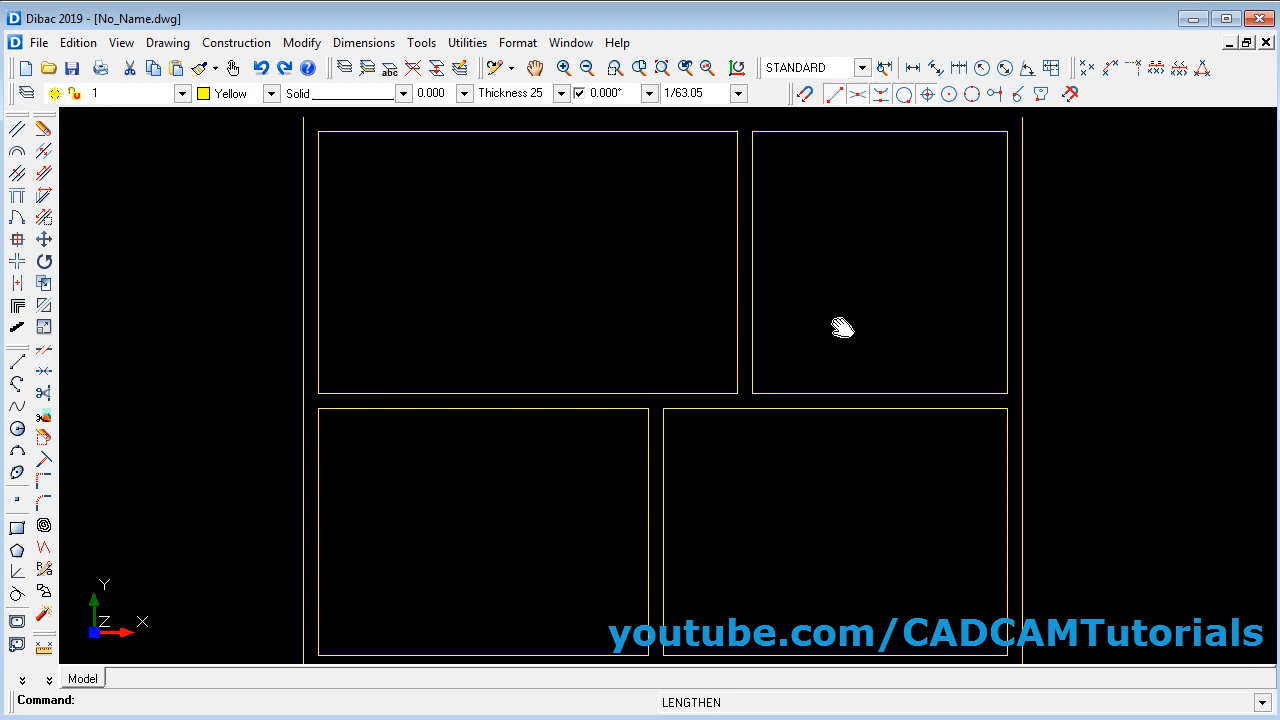 Dibac 2019 - [No_Name.dwg]
File Edition View Drawing Construction Modify Dimensions Tools Utilities Format Window Help
STANDARD
1 Yellow Solid 0.000 Thickness 25 0.000° 1/63.05
Y
Z X
youtube.com/CADCAMTutorials
Model
Command: LENGTHEN